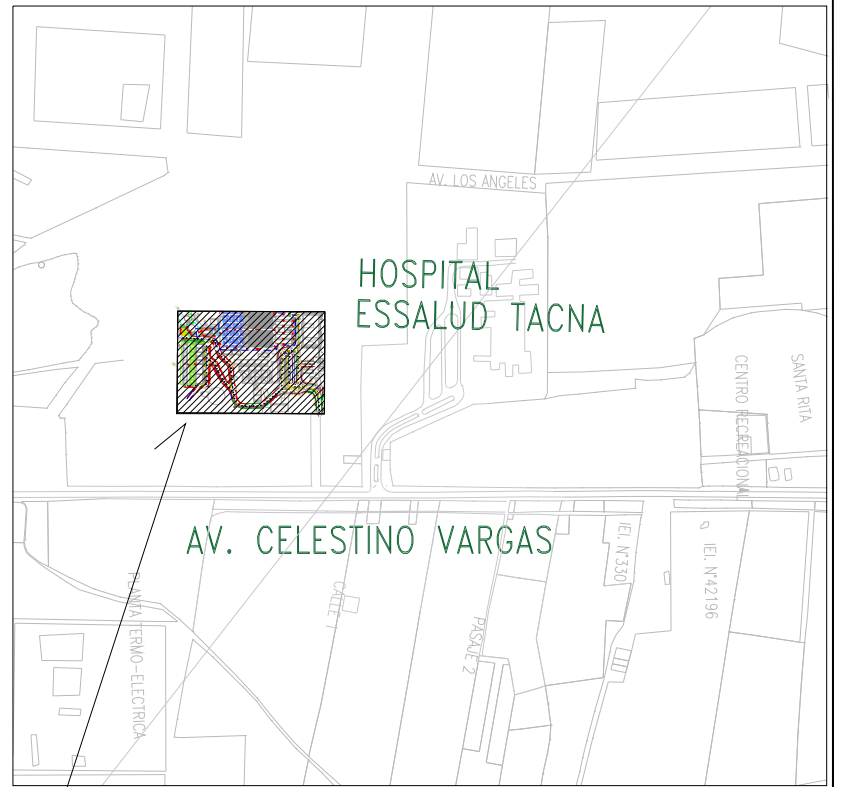 AV. LOS ANGELES
HOSPITAL
ESSALUD TACNA
CENTRO RECREACIONAL
SANTA RITA
AV. CELESTINO VARGAS
IEI. N°330
IEI. N°42196
PLANTA TERMO-ELECTRICA
CALLE 1
PASAJE 2